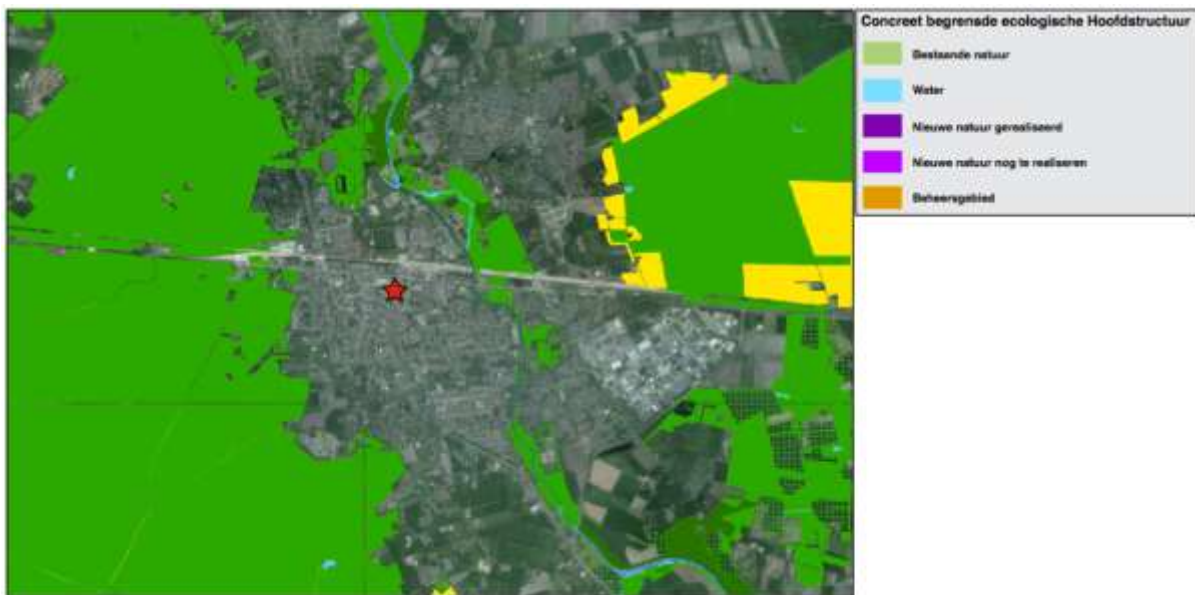 Concreet begrensde ecologische Hoofdstructuur
Bestaande natuur
Water
Nieuwe natuur gerealiseerd
Nieuwe natuur nog te realiseren
Beheersgebied